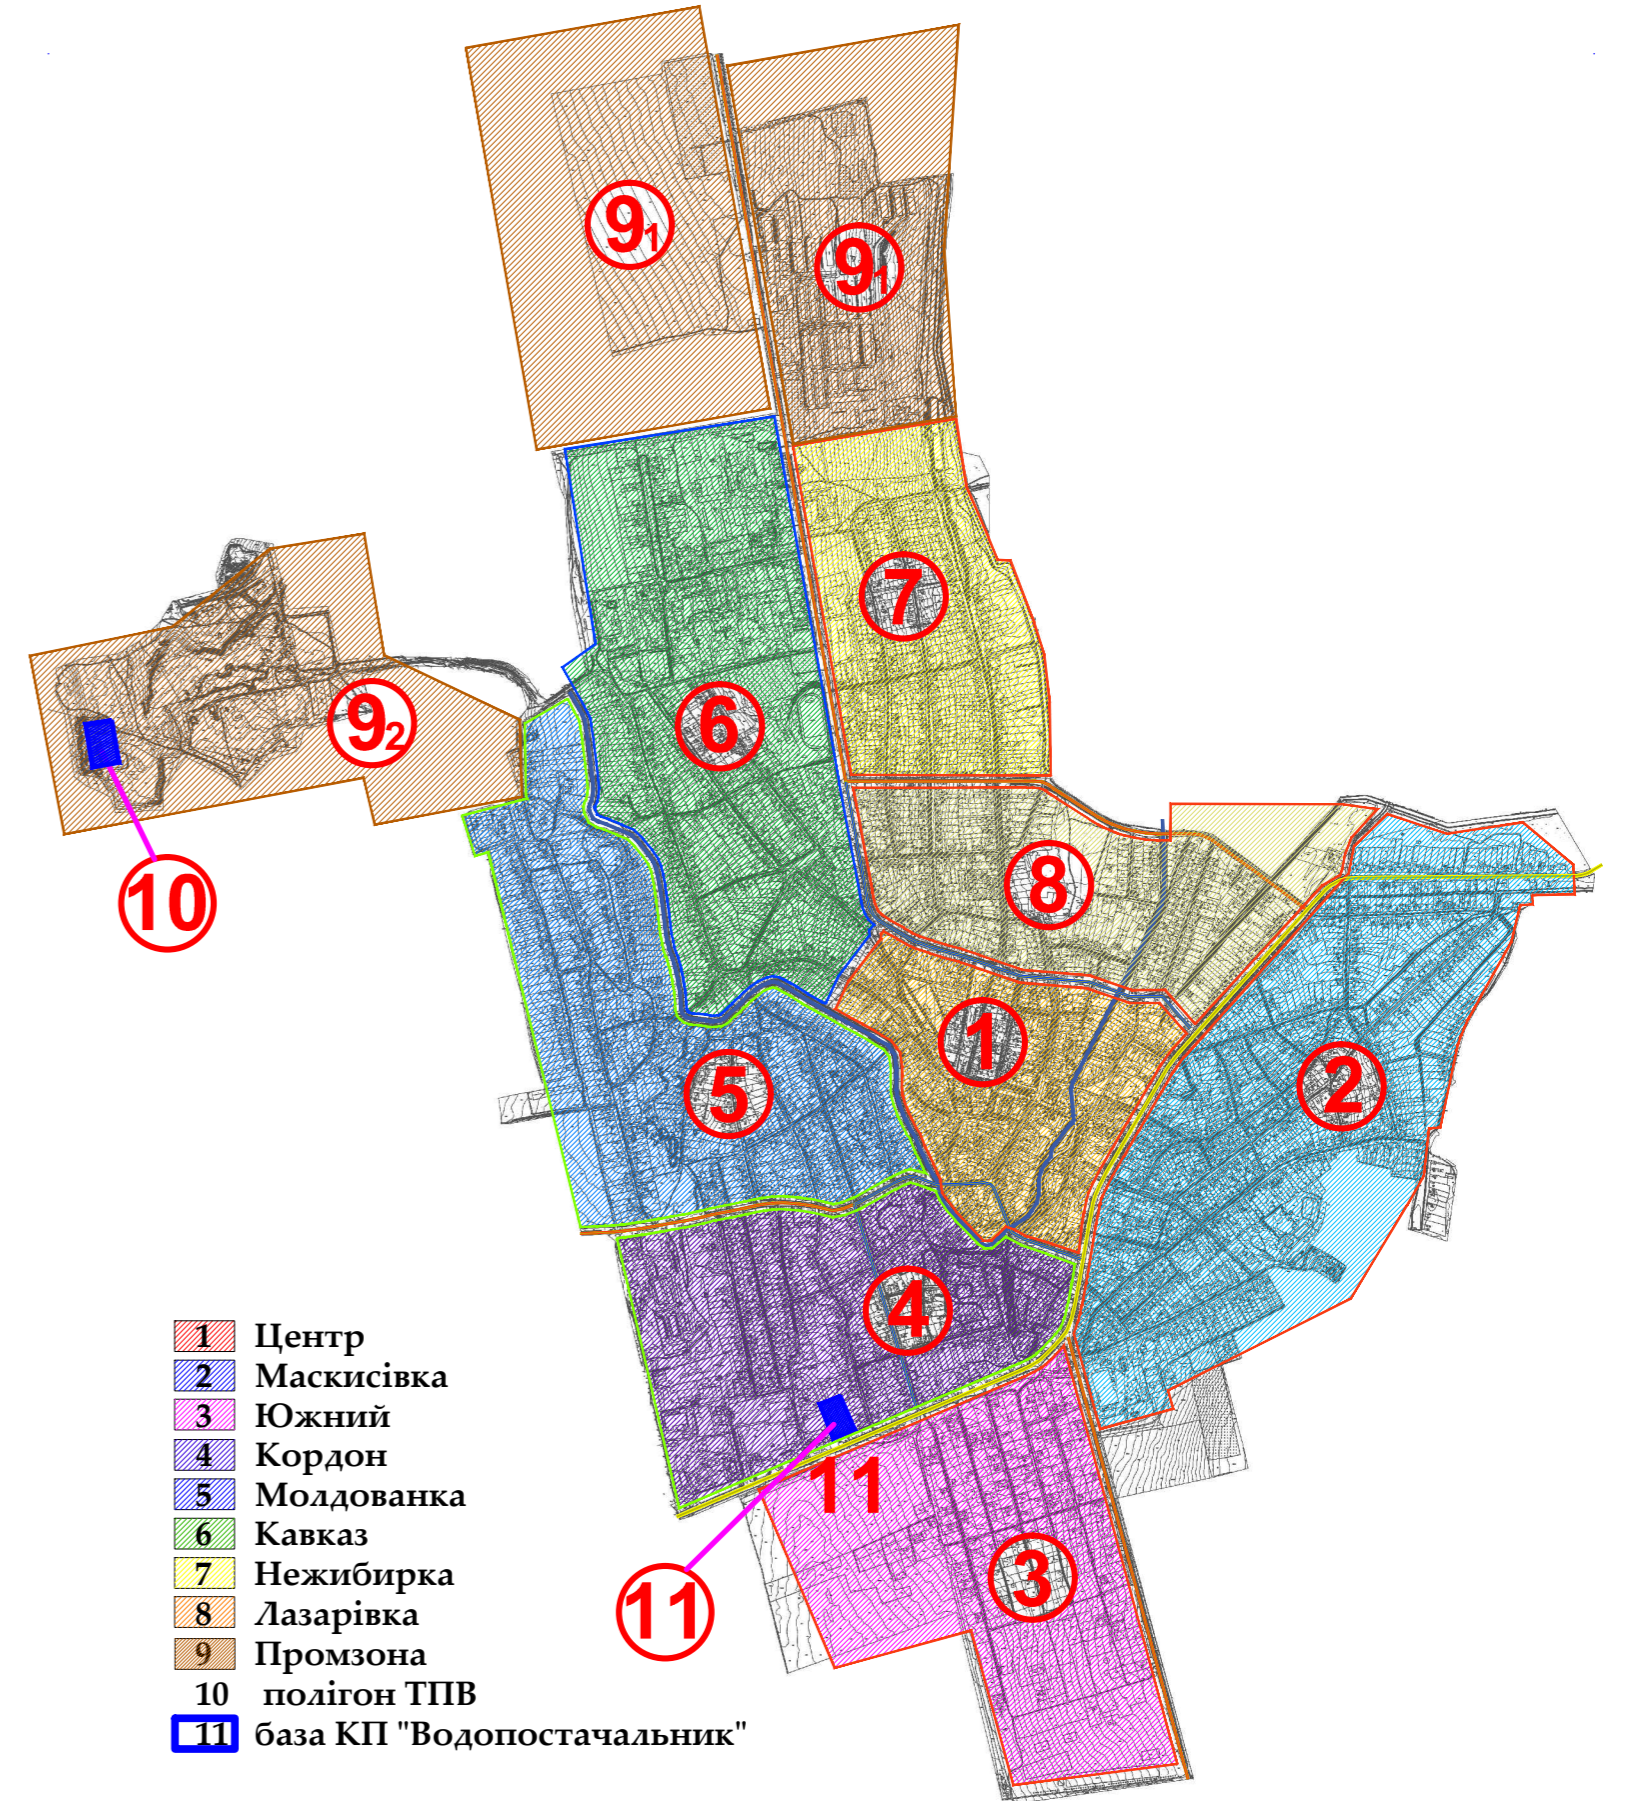 9₁
9₁
7
6
9₂
8
10
1
2
5
4
11
3
11
1 Центр
2 Маскисівка
3 Южний
4 Кордон
5 Молдованка
6 Кавказ
7 Нежибирка
8 Лазарівка
9 Промзона
10 полігон ТПВ
11 база КП "Водопостачальник"